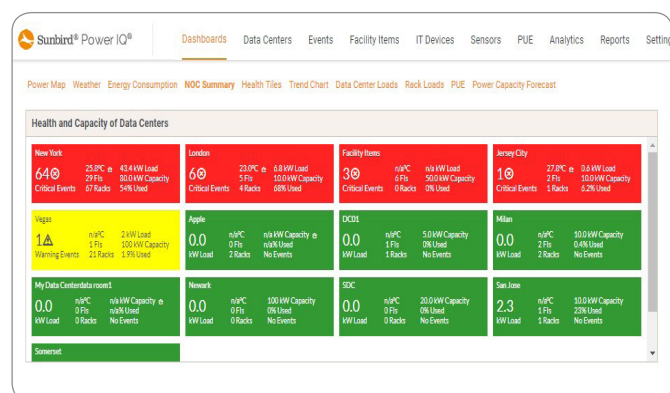 Sunbird® Power IQ®
Dashboards Data Centers Events Facility Items IT Devices Sensors PUE Analytics Reports Setting
Power Map Weather Energy Consumption NOC Summary Health Tiles Trend Chart Data Center Loads Rack Loads PUE Power Capacity Forecast
Health and Capacity of Data Centers
New York
64
Critical Events
25.8ºC 43.4 kW Load
29 FIs 80.0 kW Capacity
67 Racks 54% Used
London
6
Critical Events
23.0ºC 6.8 kW Load
5 FIs 10.0 kW Capacity
4 Racks 68% Used
Facility Items
3
Critical Events
n/aºC n/a kW Load
6 FIs 50.0 kW Capacity
0 Racks 0% Used
Jersey City
1
Critical Events
27.8ºC 0.6 kW Load
2 FIs 10.0 kW Capacity
1 Racks 6.2% Used
Vegas
1
Warning Events
n/aºC 2 kW Load
1 FIs 100 kW Capacity
21 Racks 1.9% Used
Apple
0.0
kW Load
n/aºC n/a kW Capacity
0 FIs n/a% Used
2 Racks No Events
DC01
0.0
kW Load
n/aºC 5.0 kW Capacity
1 FIs 0% Used
1 Racks No Events
Milan
0.0
kW Load
n/aºC 10.0 kW Capacity
2 FIs 0.4% Used
2 Racks No Events
My Data Centerdata room1
0.0
kW Load
n/aºC n/a kW Capacity
0 FIs n/a% Used
0 Racks No Events
Newark
0.0
kW Load
n/aºC 100 kW Capacity
0 FIs 0% Used
0 Racks No Events
SDC
0.0
kW Load
n/aºC 20.0 kW Capacity
0 FIs 0% Used
0 Racks No Events
San Jose
2.3
kW Load
n/aºC 10.0 kW Capacity
1 FIs 23% Used
1 Racks No Events
Somerset